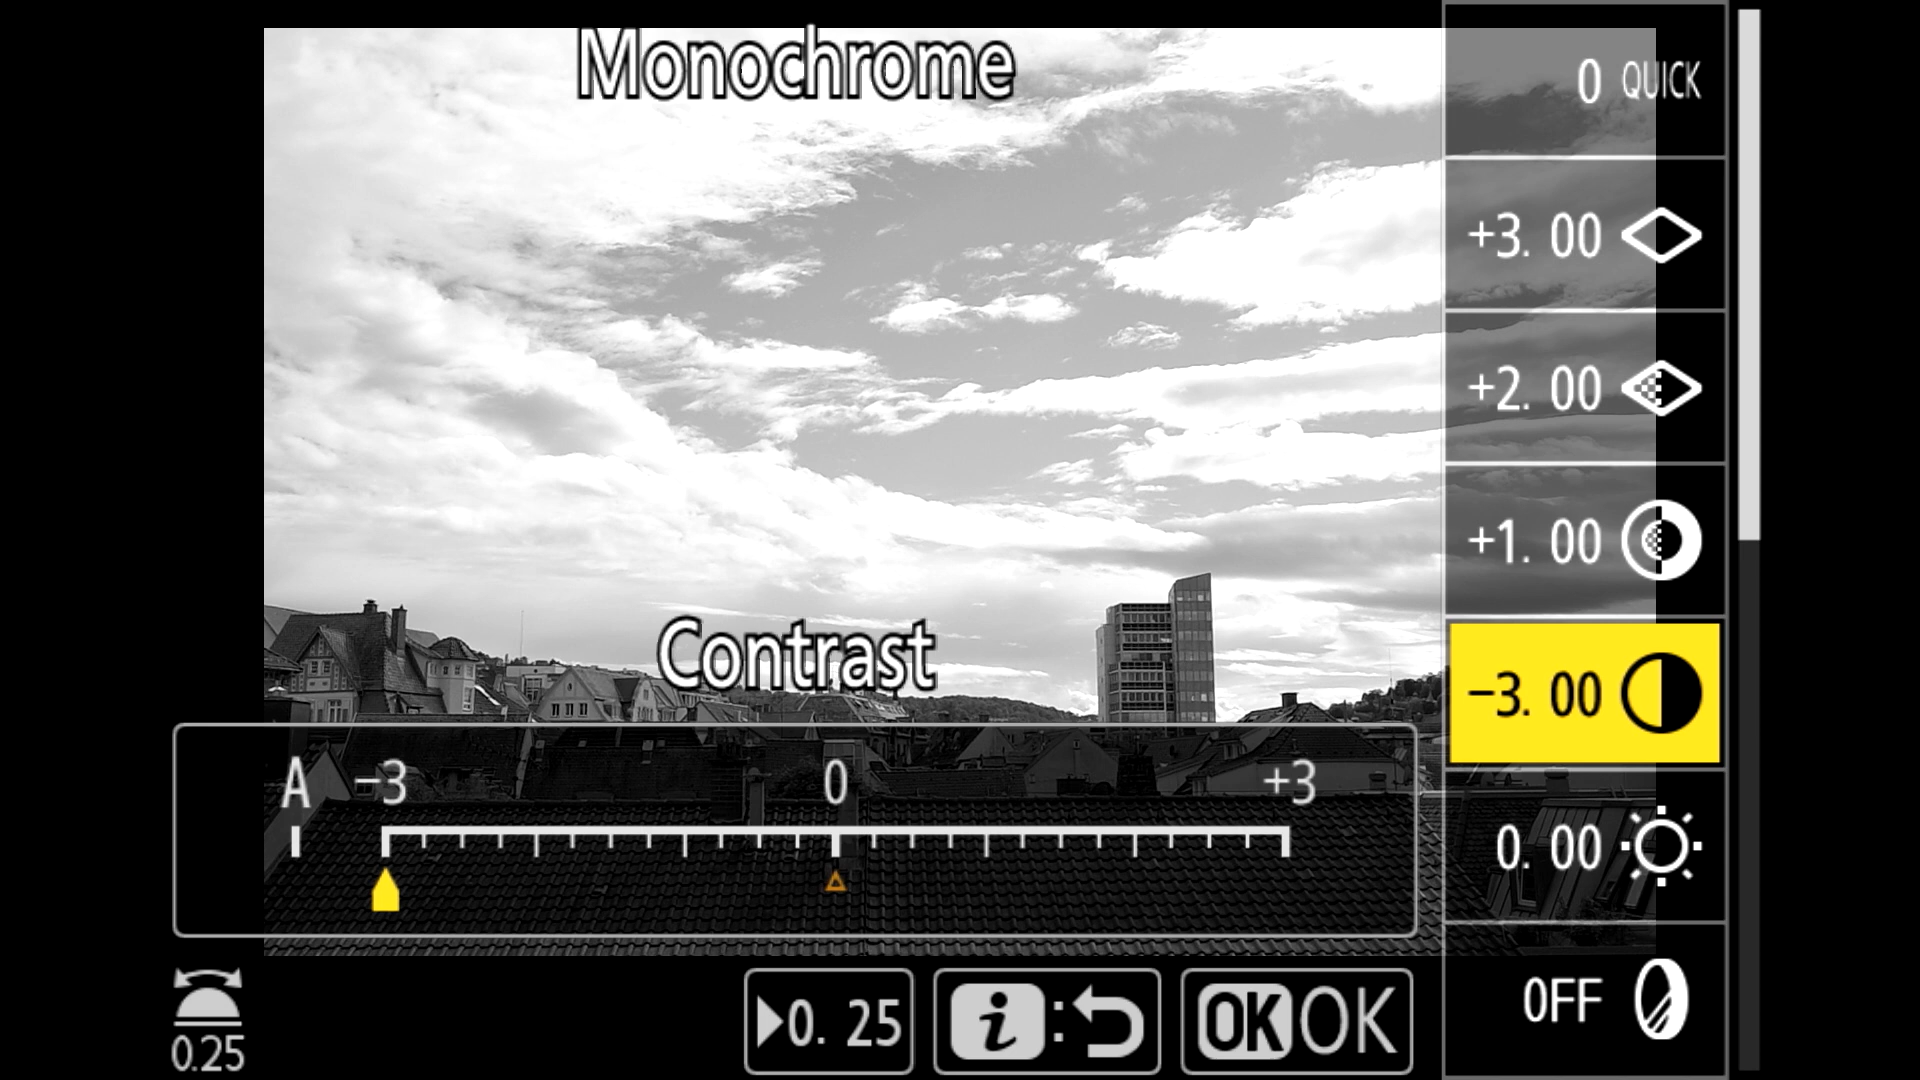 Monochrome
0 QUICK
+3. 00
+2. 00
+1. 00
Contrast
−3. 00
A −3 0 +3
0. 00
OFF
0.25
▶0. 25
i:
OK OK